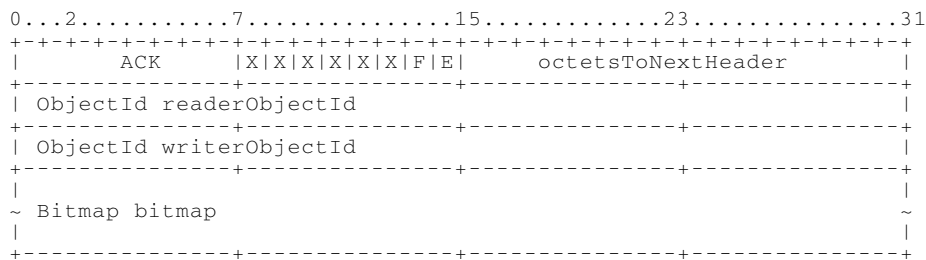 0...2...........7...............15.............23...............31
+-+-+-+-+-+-+-+-+-+-+-+-+-+-+-+-+-+-+-+-+-+-+-+-+-+-+-+-+-+-+-+-+
| ACK |X|X|X|X|X|X|F|E| octetsToNextHeader |
+---------------+---------------+---------------+---------------+
| ObjectId readerObjectId |
+---------------+---------------+---------------+---------------+
| ObjectId writerObjectId |
+---------------+---------------+---------------+---------------+
| |
~ Bitmap bitmap ~
| |
+---------------+---------------+---------------+---------------+